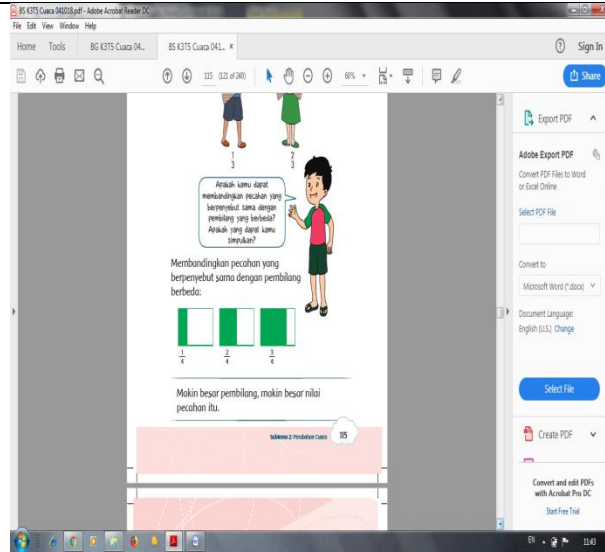 BS K3T5 Cuaca 041018.pdf - Adobe Acrobat Reader DC
File Edit View Window Help
Home Tools BG K3T5 Cuaca 04... BS K3T5 Cuaca 041... × Sign In
115 (121 of 240) 60% Share
1/3 2/3
Apakah kamu dapat
membandingkan pecahan yang
berpenyebut sama dengan
pembilang yang berbeda?
Apakah yang dapat kamu
simpulkan?
Membandingkan pecahan yang
berpenyebut sama dengan pembilang
berbeda:
1/4 2/4 3/4
Makin besar pembilang, makin besar nilai
pecahan itu.
Subtema 2: Perubahan Cuaca 115
Export PDF
Adobe Export PDF
Convert PDF Files to Word
or Excel Online
Select PDF File
Convert to
Microsoft Word (*.docx)
Document Language:
English (U.S.) Change
Select File
Create PDF
Convert and edit PDFs
with Acrobat Pro DC
Start Free Trial
EN 11:43